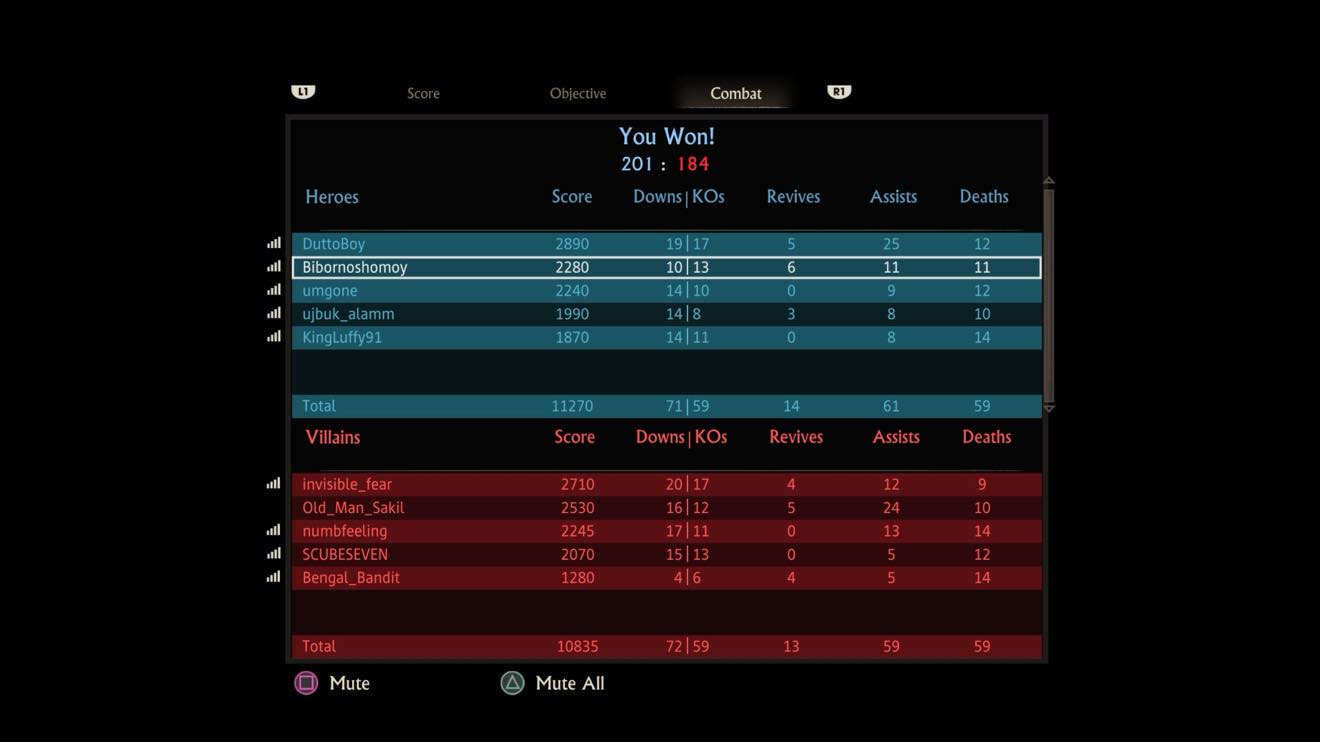 L1 Score Objective Combat R1
You Won!
201 : 184
Heroes Score Downs|KOs Revives Assists Deaths
DuttoBoy 2890 19|17 5 25 12
Bibornoshomoy 2280 10|13 6 11 11
umgone 2240 14|10 0 9 12
ujbuk_alamm 1990 14|8 3 8 10
KingLuffy91 1870 14|11 0 8 14
Total 11270 71|59 14 61 59
Villains Score Downs|KOs Revives Assists Deaths
invisible_fear 2710 20|17 4 12 9
Old_Man_Sakil 2530 16|12 5 24 10
numbfeeling 2245 17|11 0 13 14
SCUBESEVEN 2070 15|13 0 5 12
Bengal_Bandit 1280 4|6 4 5 14
Total 10835 72|59 13 59 59
Mute Mute All